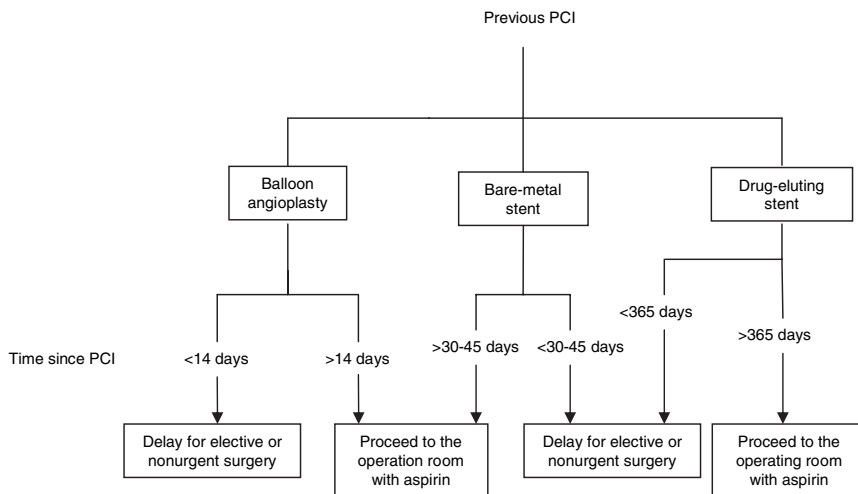 Previous PCI
Balloon
angioplasty
Bare-metal
stent
Drug-eluting
stent
Time since PCI
<14 days
>14 days
>30-45 days
<30-45 days
<365 days
>365 days
Delay for elective or
nonurgent surgery
Proceed to the
operation room
with aspirin
Delay for elective or
nonurgent surgery
Proceed to the
operating room
with aspirin